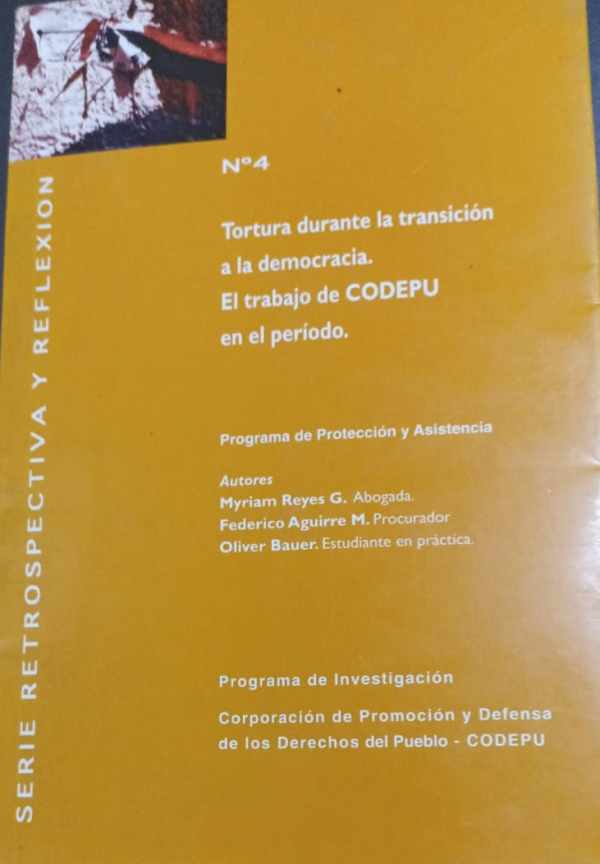 SERIE RETROSPECTIVA Y REFLEXION
Nº4
Tortura durante la transición
a la democracia.
El trabajo de CODEPU
en el período.
Programa de Protección y Asistencia
Autores
Myriam Reyes G. Abogada.
Federico Aguirre M. Procurador
Oliver Bauer. Estudiante en práctica.
Programa de Investigación
Corporación de Promoción y Defensa
de los Derechos del Pueblo - CODEPU